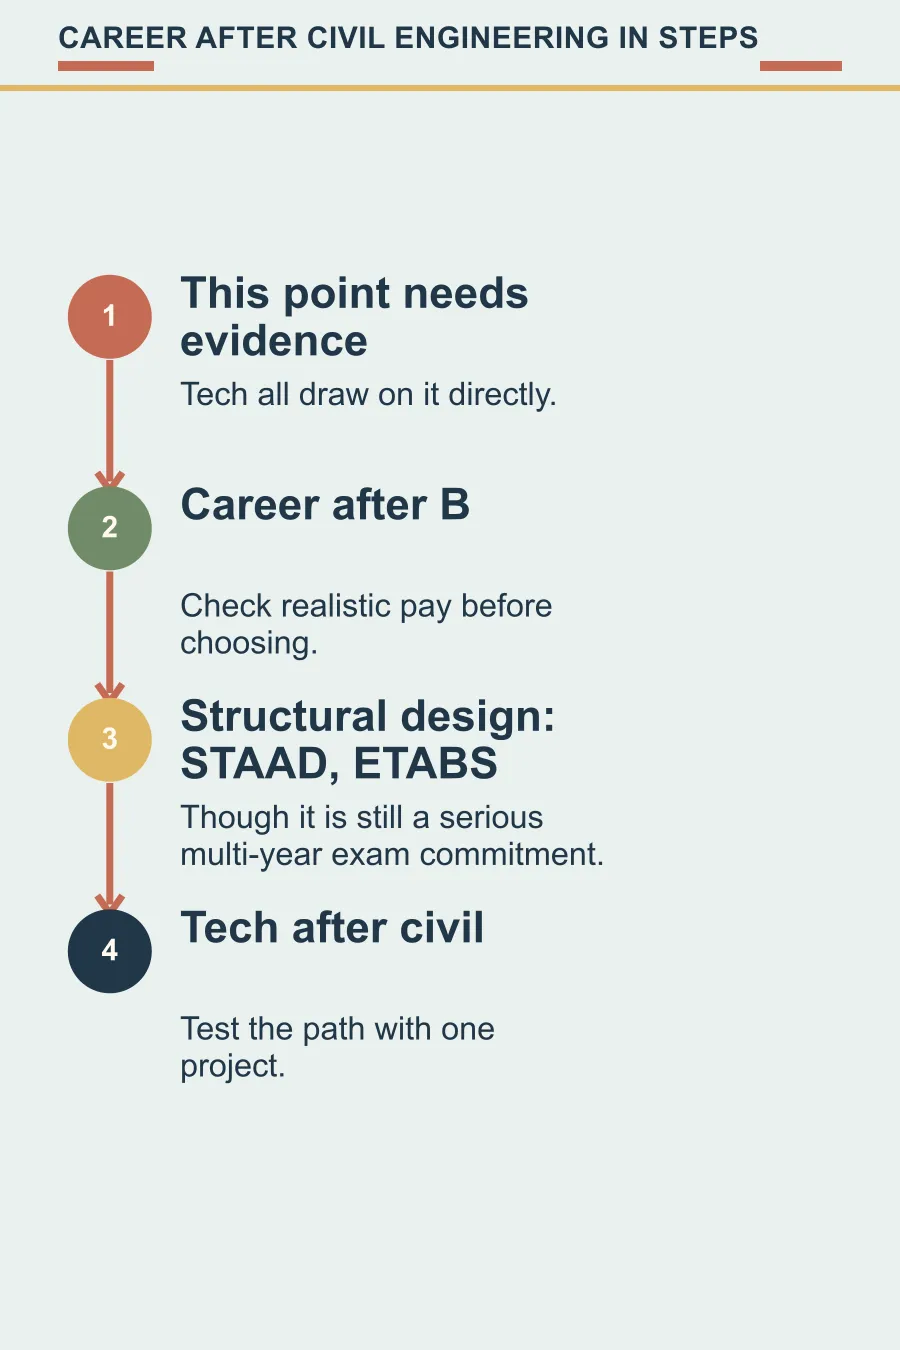 CAREER AFTER CIVIL ENGINEERING IN STEPS
1
This point needs
evidence
Tech all draw on it directly.
2
Career after B
Check realistic pay before
choosing.
3
Structural design:
STAAD, ETABS
Though it is still a serious
multi-year exam commitment.
4
Tech after civil
Test the path with one
project.